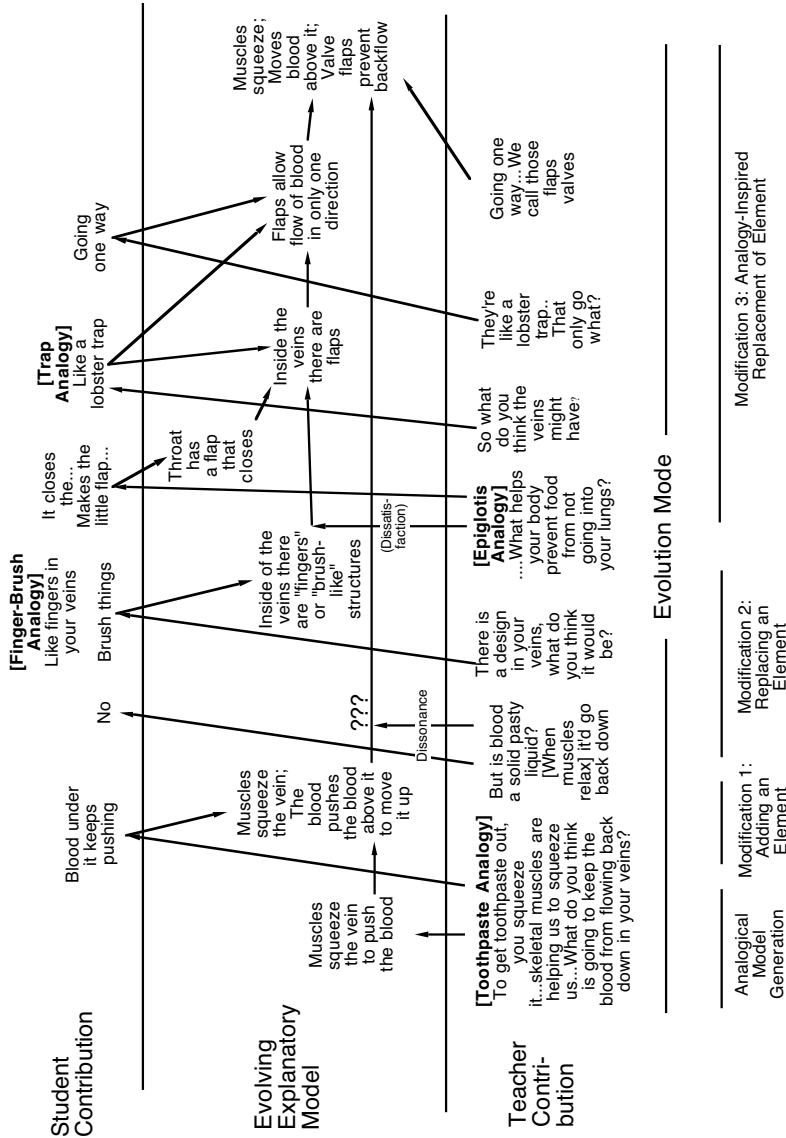 Student
Contribution
Blood under
it keeps
pushing
No
[Finger-Brush
Analogy]
Like fingers in
your veins
Brush things
It closes
the...
Makes the
little flap...
[Trap
Analogy]
Like a
lobster trap
Going
one way
Evolving
Explanatory
Model
Muscles
squeeze
the vein
to push
the blood
Muscles
squeeze
the vein;
The
blood
pushes
the blood
above it
to move
it up
???
Inside of the
veins there
are "fingers"
or "brush-
like"
structures
Throat
has
a flap
that
closes
Inside the
veins
there are
flaps
Flaps allow
flow of blood
in only one
direction
Muscles
squeeze;
Moves
blood
above it;
Valve
flaps
prevent
backflow
Dissonance
(Dissatis-
faction)
Teacher
Contri-
bution
[Toothpaste Analogy]
To get toothpaste out,
you squeeze
it...skeletal muscles are
helping us to squeeze
us...What do you think
is going to keep the
blood from flowing back
down in your veins?
But is blood
a solid pasty
liquid?
[When
muscles
relax] it'd go
back down
There is
a design
in your
veins,
what do
you think
it would
be?
[Epiglotis
Analogy]
....What helps
your body
prevent food
from not
going into
your lungs?
So what
do you
think the
veins
might
have?
They're
like a
lobster
trap..
That
only go
what?
Going one
way...We
call those
flaps
valves
Evolution Mode
Analogical
Model
Generation
Modification 1:
Adding an
Element
Modification 2:
Replacing an
Element
Modification 3: Analogy-Inspired
Replacement of Element